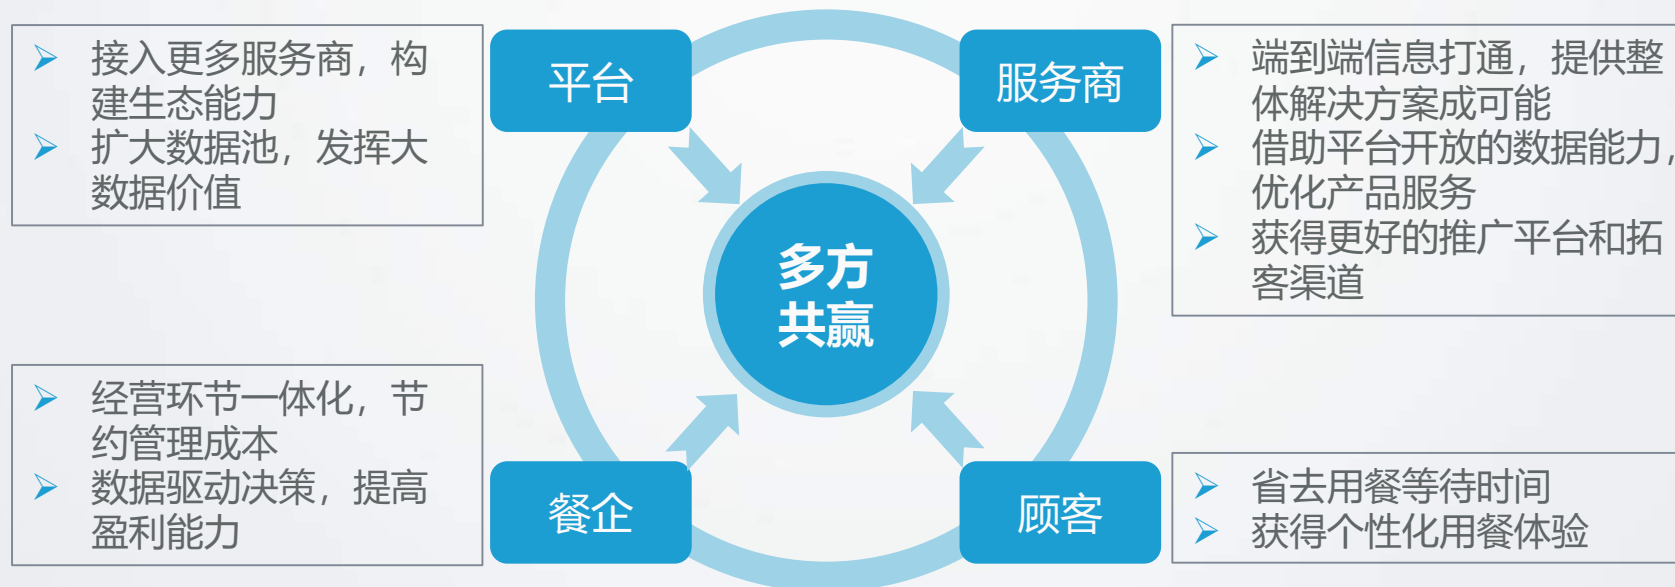 接入更多服务商，构
建生态能力
扩大数据池，发挥大
数据价值
平台
服务商
端到端信息打通，提供整
体解决方案成可能
借助平台开放的数据能力，
优化产品服务
获得更好的推广平台和拓
客渠道
多方
共赢
经营环节一体化，节
约管理成本
数据驱动决策，提高
盈利能力
餐企
顾客
省去用餐等待时间
获得个性化用餐体验